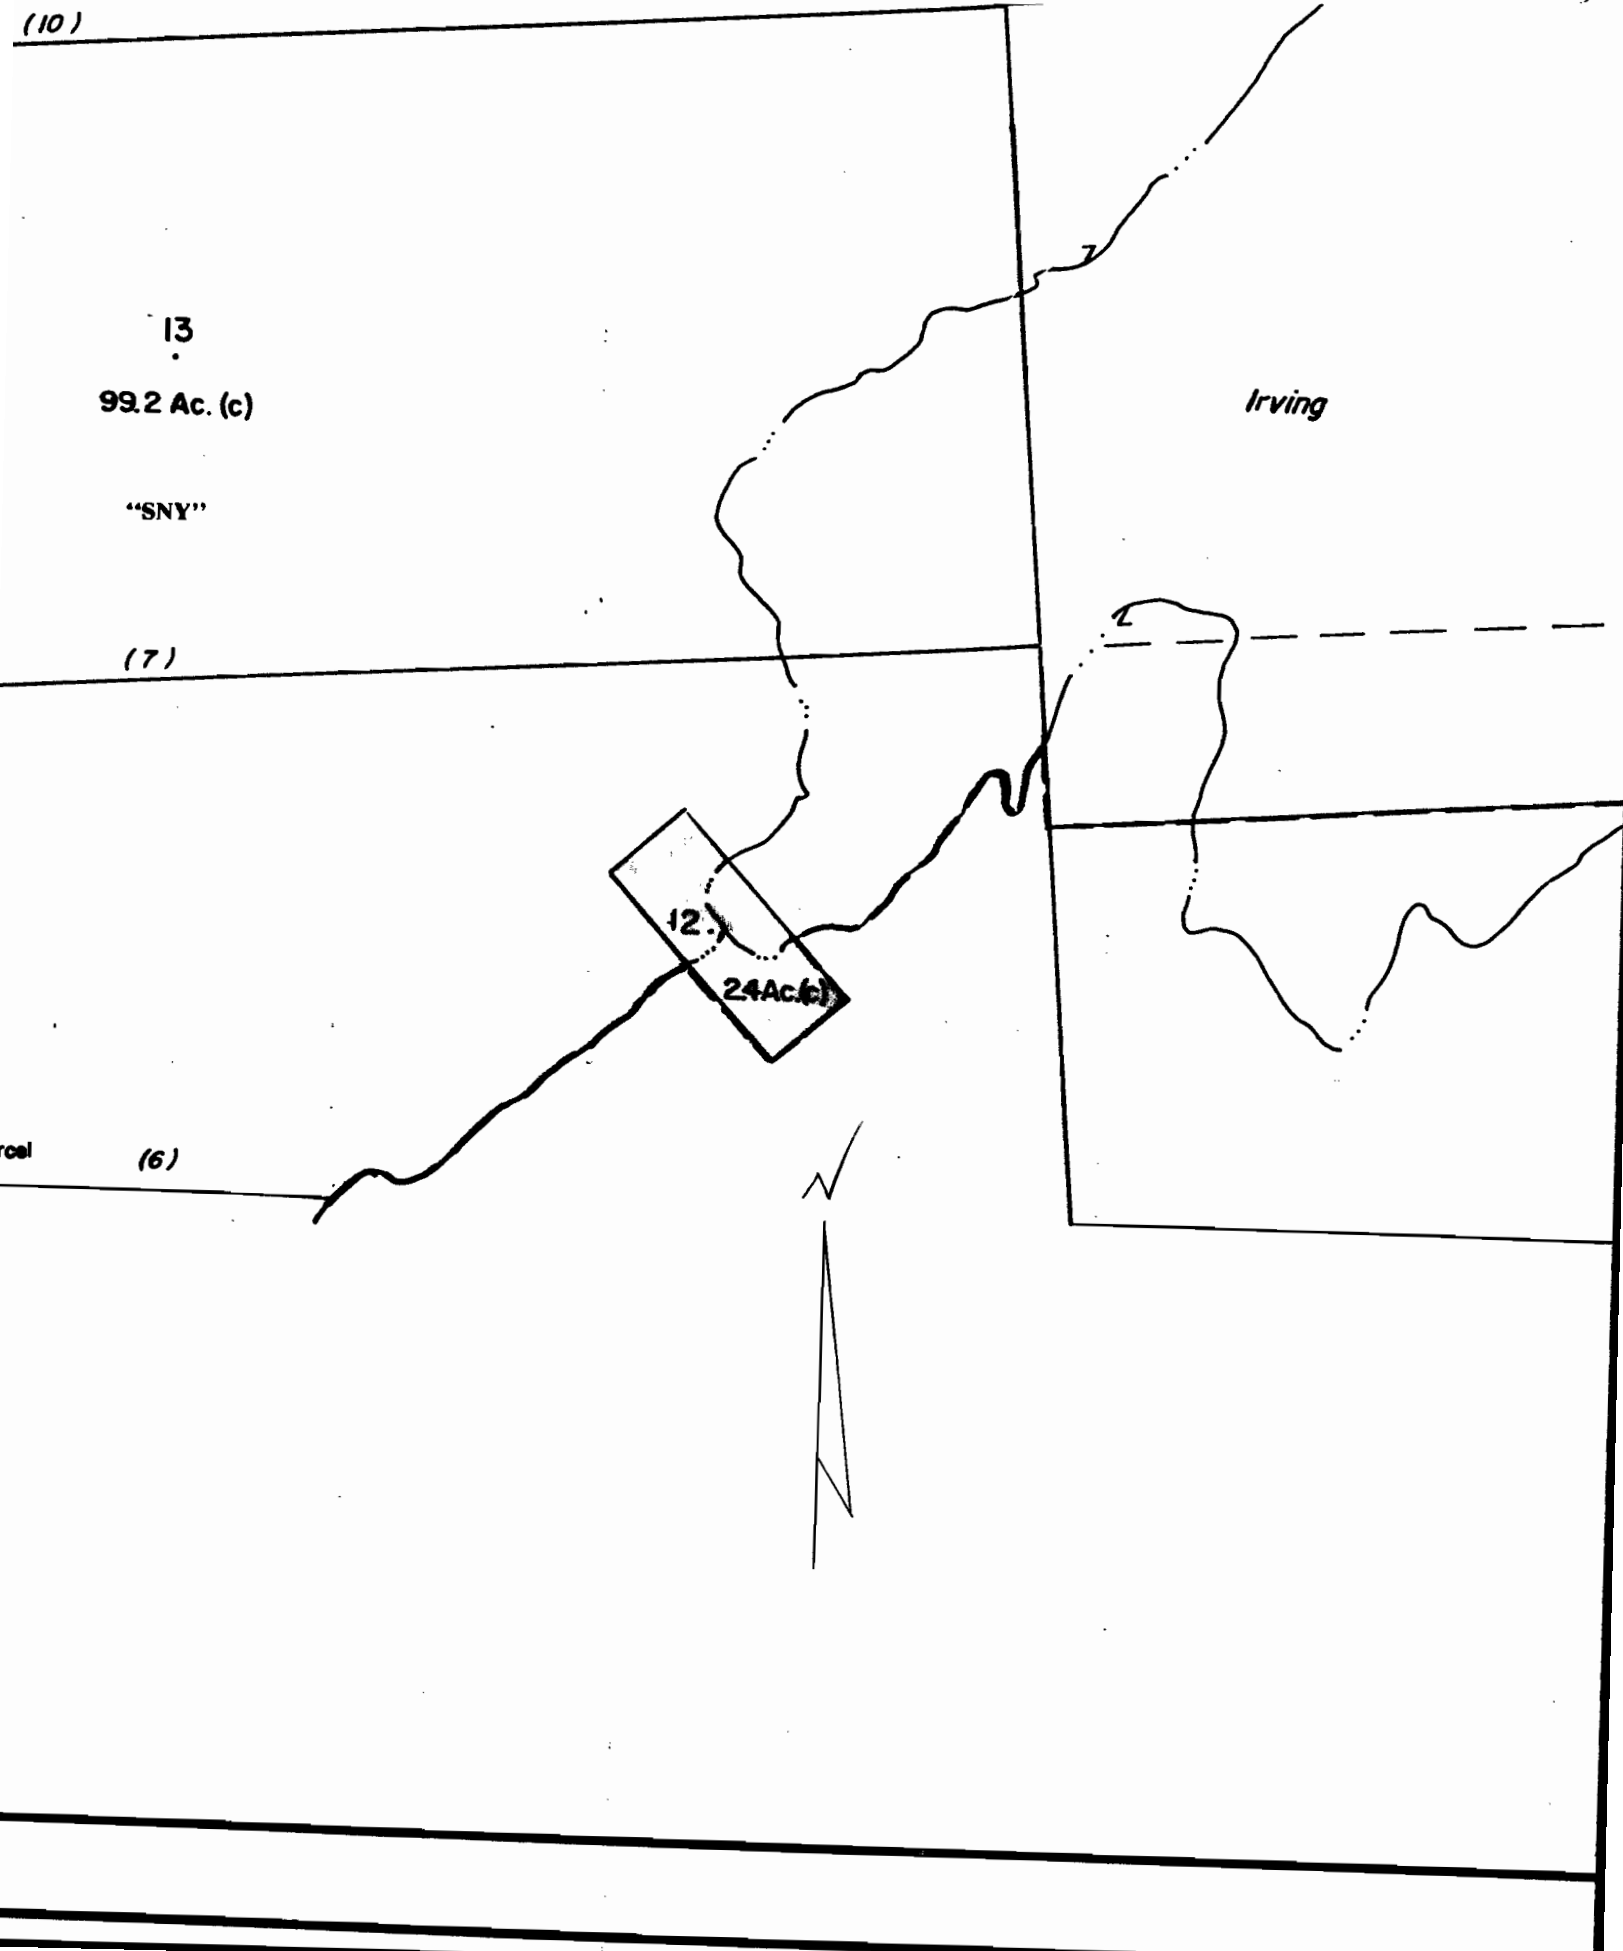 (10)
13
99.2 Ac. (c)
Irving
“SNY”
(7)
12
24Ac.(c)
rcel (6)
N